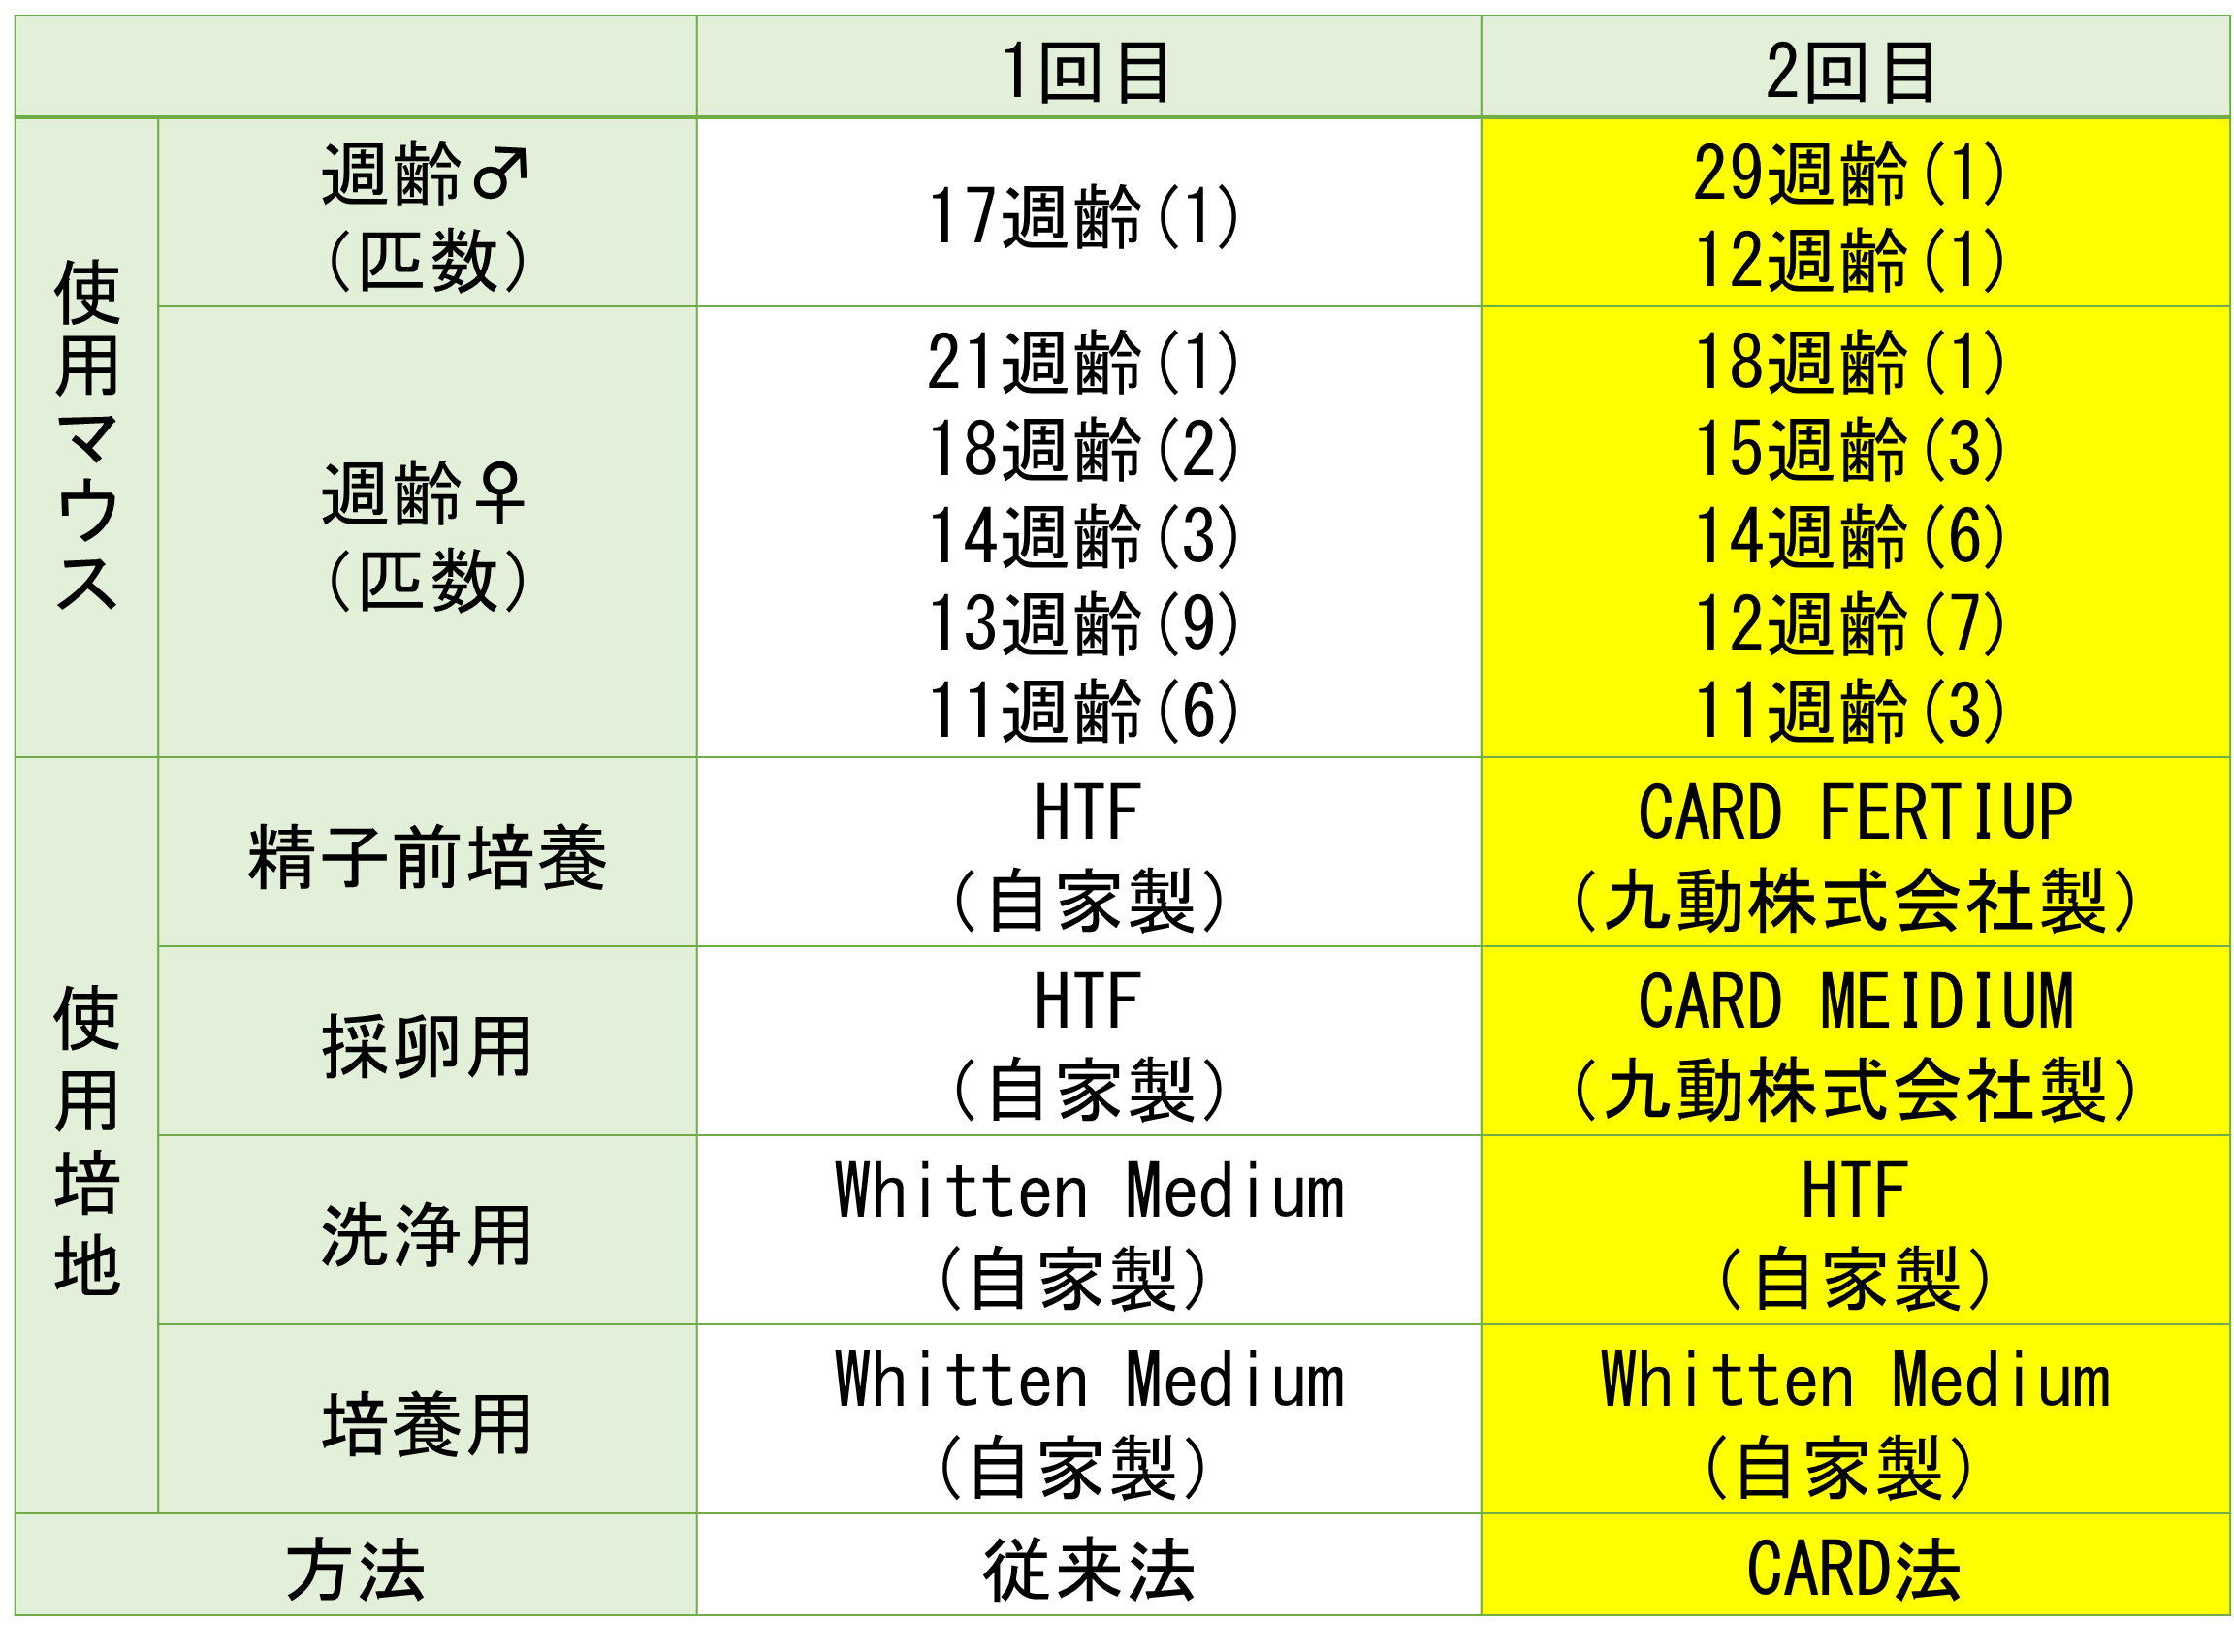 1回目
2回目
使用マウス
週齢♂
(匹数)
17週齢(1)
29週齢(1)
12週齢(1)
週齢♀
(匹数)
21週齢(1)
18週齢(2)
14週齢(3)
13週齢(9)
11週齢(6)
18週齢(1)
15週齢(3)
14週齢(6)
12週齢(7)
11週齢(3)
使用培地
精子前培養
HTF
(自家製)
CARD FERTIUP
(九動株式会社製)
採卵用
HTF
(自家製)
CARD MEIDIUM
(九動株式会社製)
洗浄用
Whitten Medium
(自家製)
HTF
(自家製)
培養用
Whitten Medium
(自家製)
Whitten Medium
(自家製)
方法
従来法
CARD法